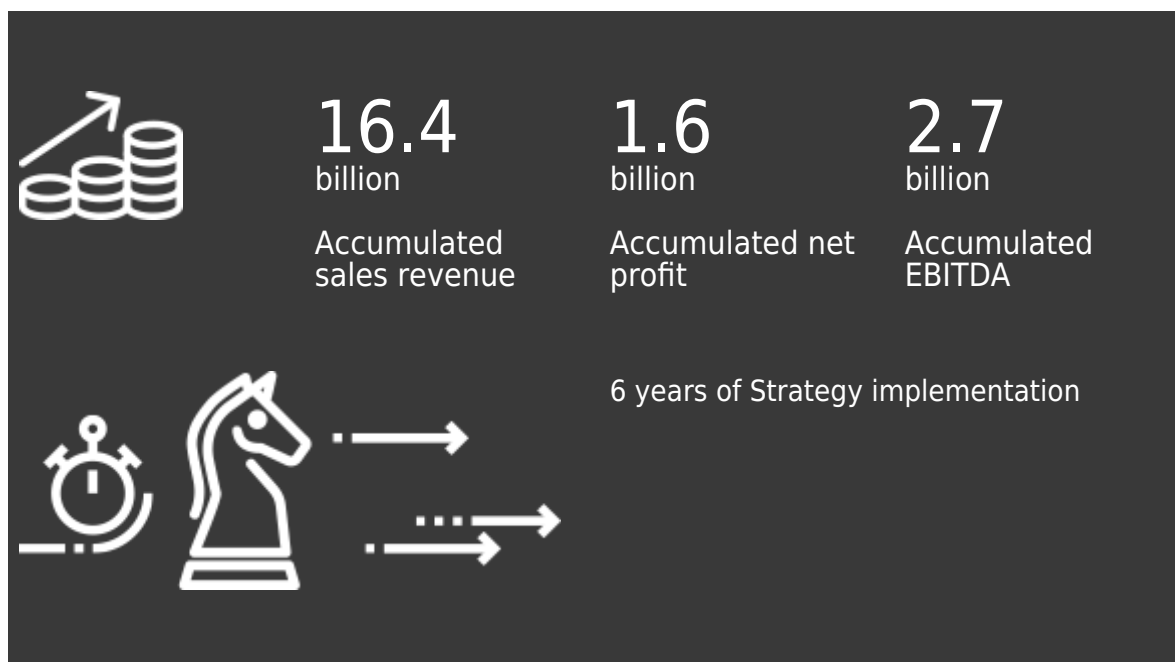 16.4
billion
Accumulated
sales revenue
1.6
billion
Accumulated net
profit
2.7
billion
Accumulated
EBITDA
6 years of Strategy implementation